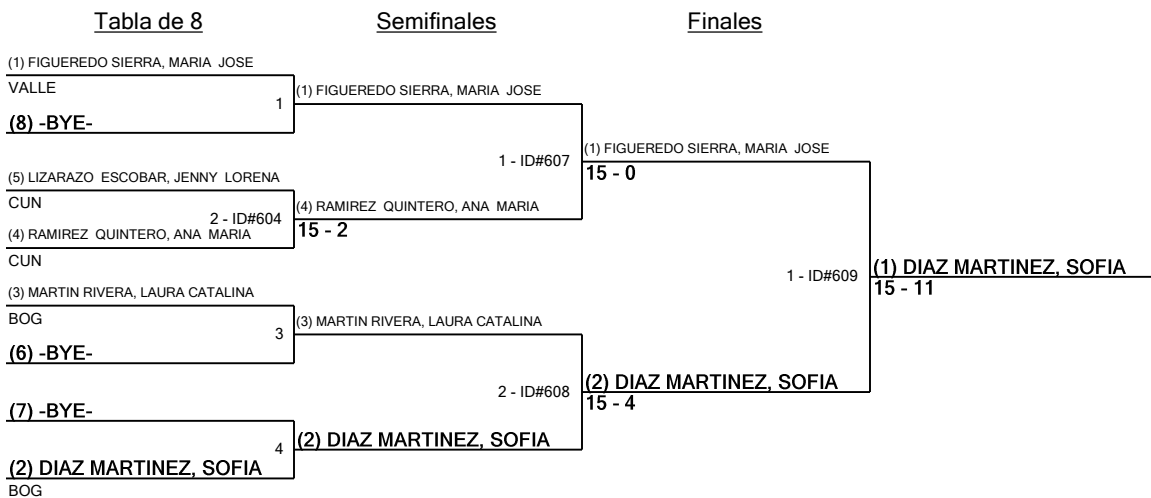 Tabla de 8
Semifinales
Finales
(1) FIGUEREDO SIERRA, MARIA JOSE
VALLE
1
(8) -BYE-
(5) LIZARAZO ESCOBAR, JENNY LORENA
CUN
2 - ID#604
(4) RAMIREZ QUINTERO, ANA MARIA
CUN
(3) MARTIN RIVERA, LAURA CATALINA
BOG
3
(6) -BYE-
(7) -BYE-
4
(2) DIAZ MARTINEZ, SOFIA
BOG
(1) FIGUEREDO SIERRA, MARIA JOSE
1 - ID#607
(4) RAMIREZ QUINTERO, ANA MARIA
15 - 2
(3) MARTIN RIVERA, LAURA CATALINA
2 - ID#608
(2) DIAZ MARTINEZ, SOFIA
(1) FIGUEREDO SIERRA, MARIA JOSE
15 - 0
1 - ID#609
(2) DIAZ MARTINEZ, SOFIA
15 - 4
(1) DIAZ MARTINEZ, SOFIA
15 - 11